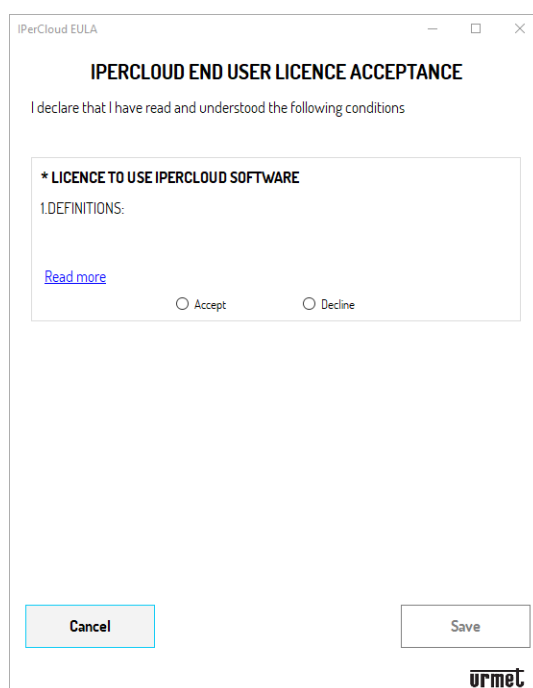 IPerCloud EULA
IPERCLOUD END USER LICENCE ACCEPTANCE
I declare that I have read and understood the following conditions
* LICENCE TO USE IPERCLOUD SOFTWARE
1.DEFINITIONS:
Read more
Accept Decline
Cancel Save
urmet